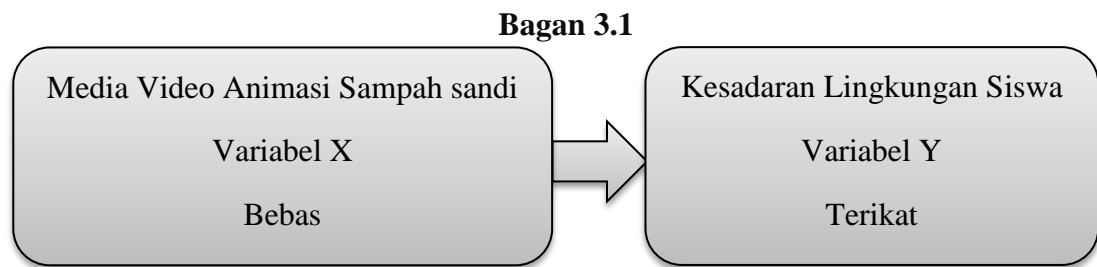 Bagan 3.1
Media Video Animasi Sampah sandi
Variabel X
Bebas
Kesadaran Lingkungan Siswa
Variabel Y
Terikat